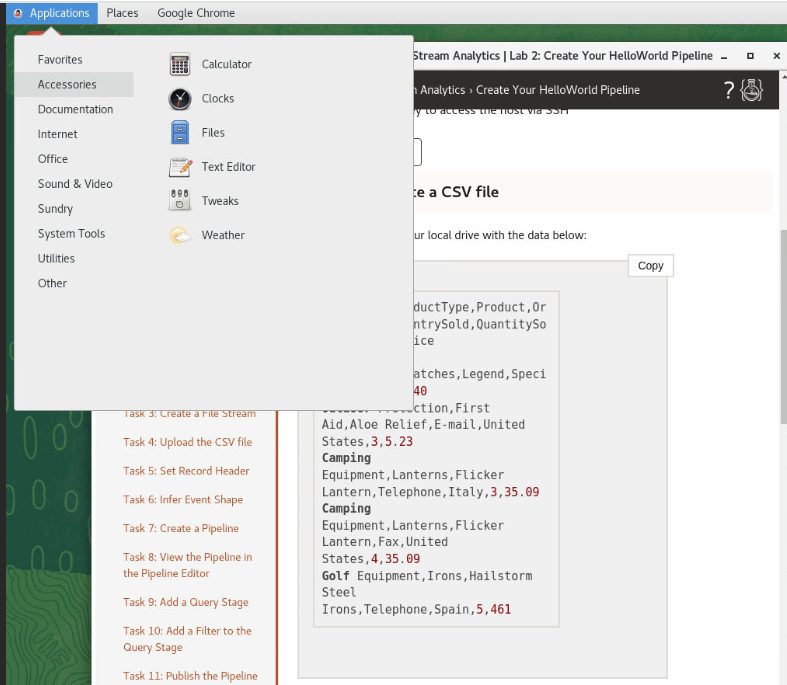 Applications Places Google Chrome
Favorites
Accessories
Documentation
Internet
Office
Sound & Video
Sundry
System Tools
Utilities
Other
Calculator
Clocks
Files
Text Editor
Tweaks
Weather
Stream Analytics | Lab 2: Create Your HelloWorld Pipeline
Analytics › Create Your HelloWorld Pipeline
?
to access the host via SSH
a CSV file
local drive with the data below:
Copy
ductType,Product,Or
ntrySold,QuantitySo
ice
atches,Legend,Speci
40
Protection,First
Aid,Aloe Relief,E-mail,United
States,3,5.23
Camping
Equipment,Lanterns,Flicker
Lantern,Telephone,Italy,3,35.09
Camping
Equipment,Lanterns,Flicker
Lantern,Fax,United
States,4,35.09
Golf Equipment,Irons,Hailstorm
Steel
Irons,Telephone,Spain,5,461
Task 3: Create a File Stream
Task 4: Upload the CSV file
Task 5: Set Record Header
Task 6: Infer Event Shape
Task 7: Create a Pipeline
Task 8: View the Pipeline in
the Pipeline Editor
Task 9: Add a Query Stage
Task 10: Add a Filter to the
Query Stage
Task 11: Publish the Pipeline